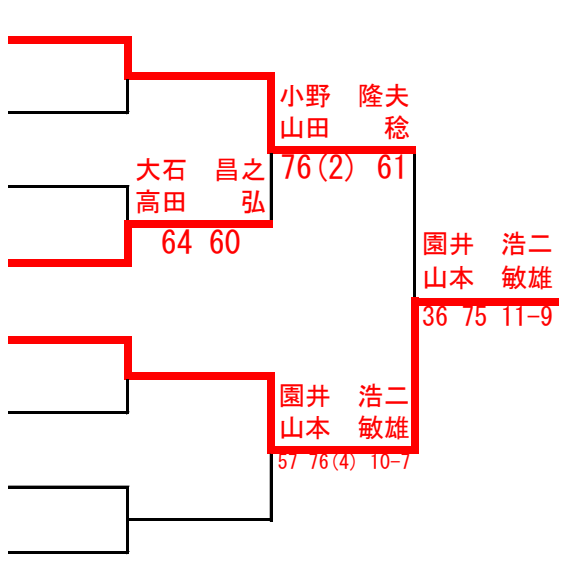 小野 隆夫
山田 稔
76(2) 61
大石 昌之
高田 弘
64 60
園井 浩二
山本 敏雄
36 75 11-9
園井 浩二
山本 敏雄
57 76(4) 10-7